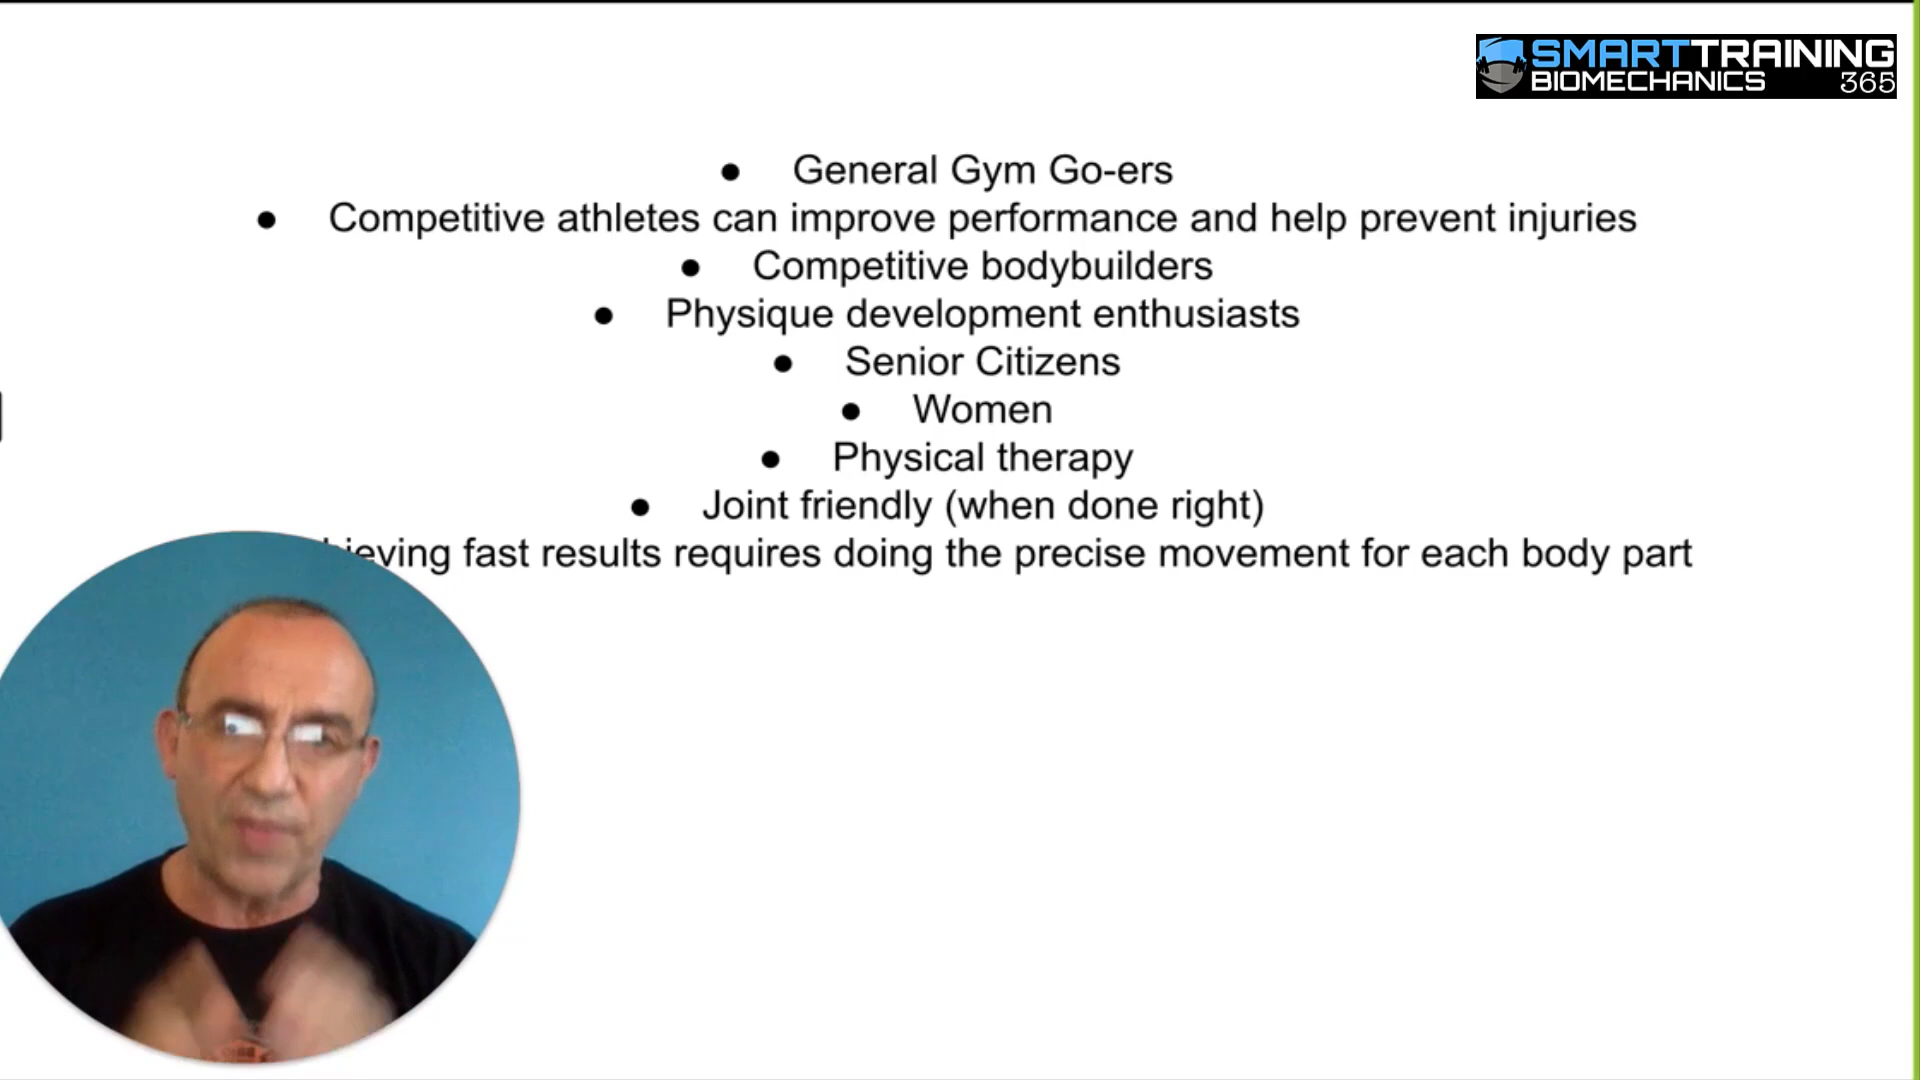 SMARTTRAINING
BIOMECHANICS 365
● General Gym Go-ers
● Competitive athletes can improve performance and help prevent injuries
● Competitive bodybuilders
● Physique development enthusiasts
● Senior Citizens
● Women
● Physical therapy
● Joint friendly (when done right)
fast results requires doing the precise movement for each body part